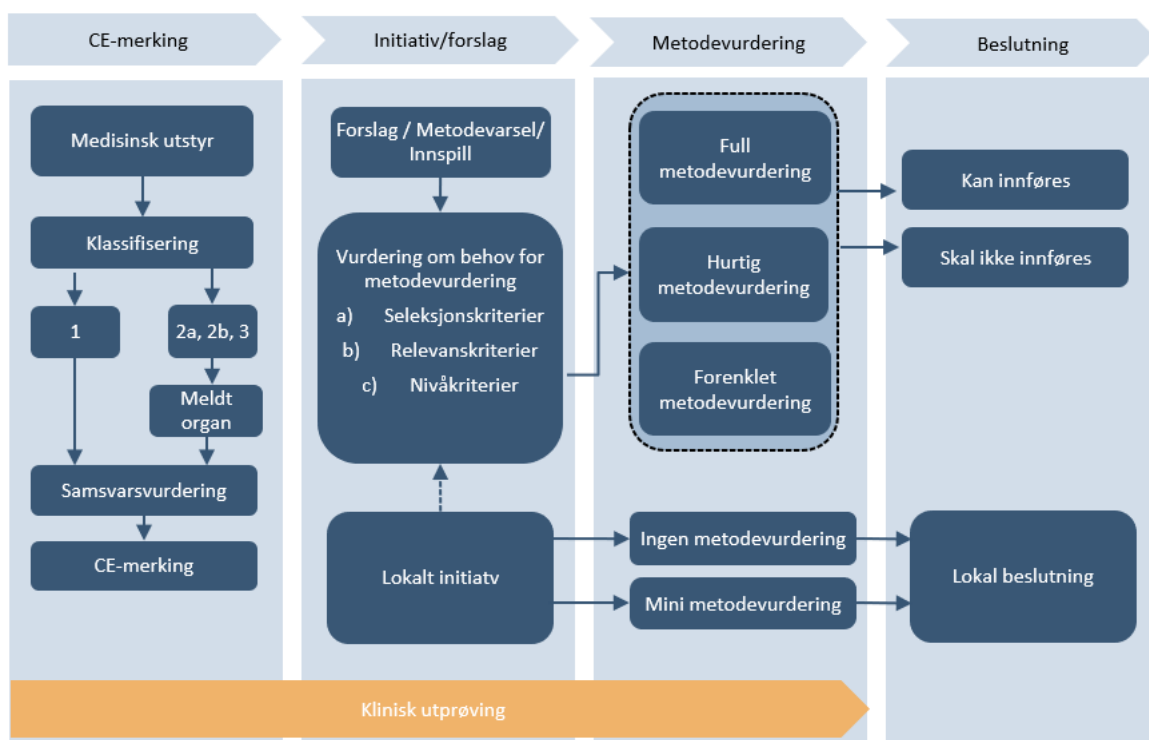 CE-merking
Initiativ/forslag
Metodevurdering
Beslutning
Medisinsk utstyr
Klassifisering
1
2a, 2b, 3
Meldt
organ
Samsvarsvurdering
CE-merking
Forslag / Metodevarsel/
Innspill
Vurdering om behov for
metodevurdering
a) Seleksjonskriterier
b) Relevanskriterier
c) Nivåkriterier
Lokalt initiatv
Full
metodevurdering
Hurtig
metodevurdering
Forenklet
metodevurdering
Ingen metodevurdering
Mini metodevurdering
Kan innføres
Skal ikke innføres
Lokal beslutning
Klinisk utprøving